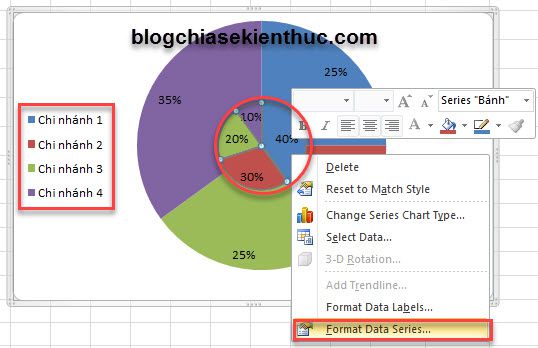 blogchiasekienthuc.com
25%
35%
Chi nhánh 1
Chi nhánh 2
Chi nhánh 3
Chi nhánh 4
10%
20%
40%
30%
25%
A A Series "Bánh"
B I A
Delete
Reset to Match Style
Change Series Chart Type...
Select Data...
3-D Rotation...
Add Trendline...
Format Data Labels...
Format Data Series...